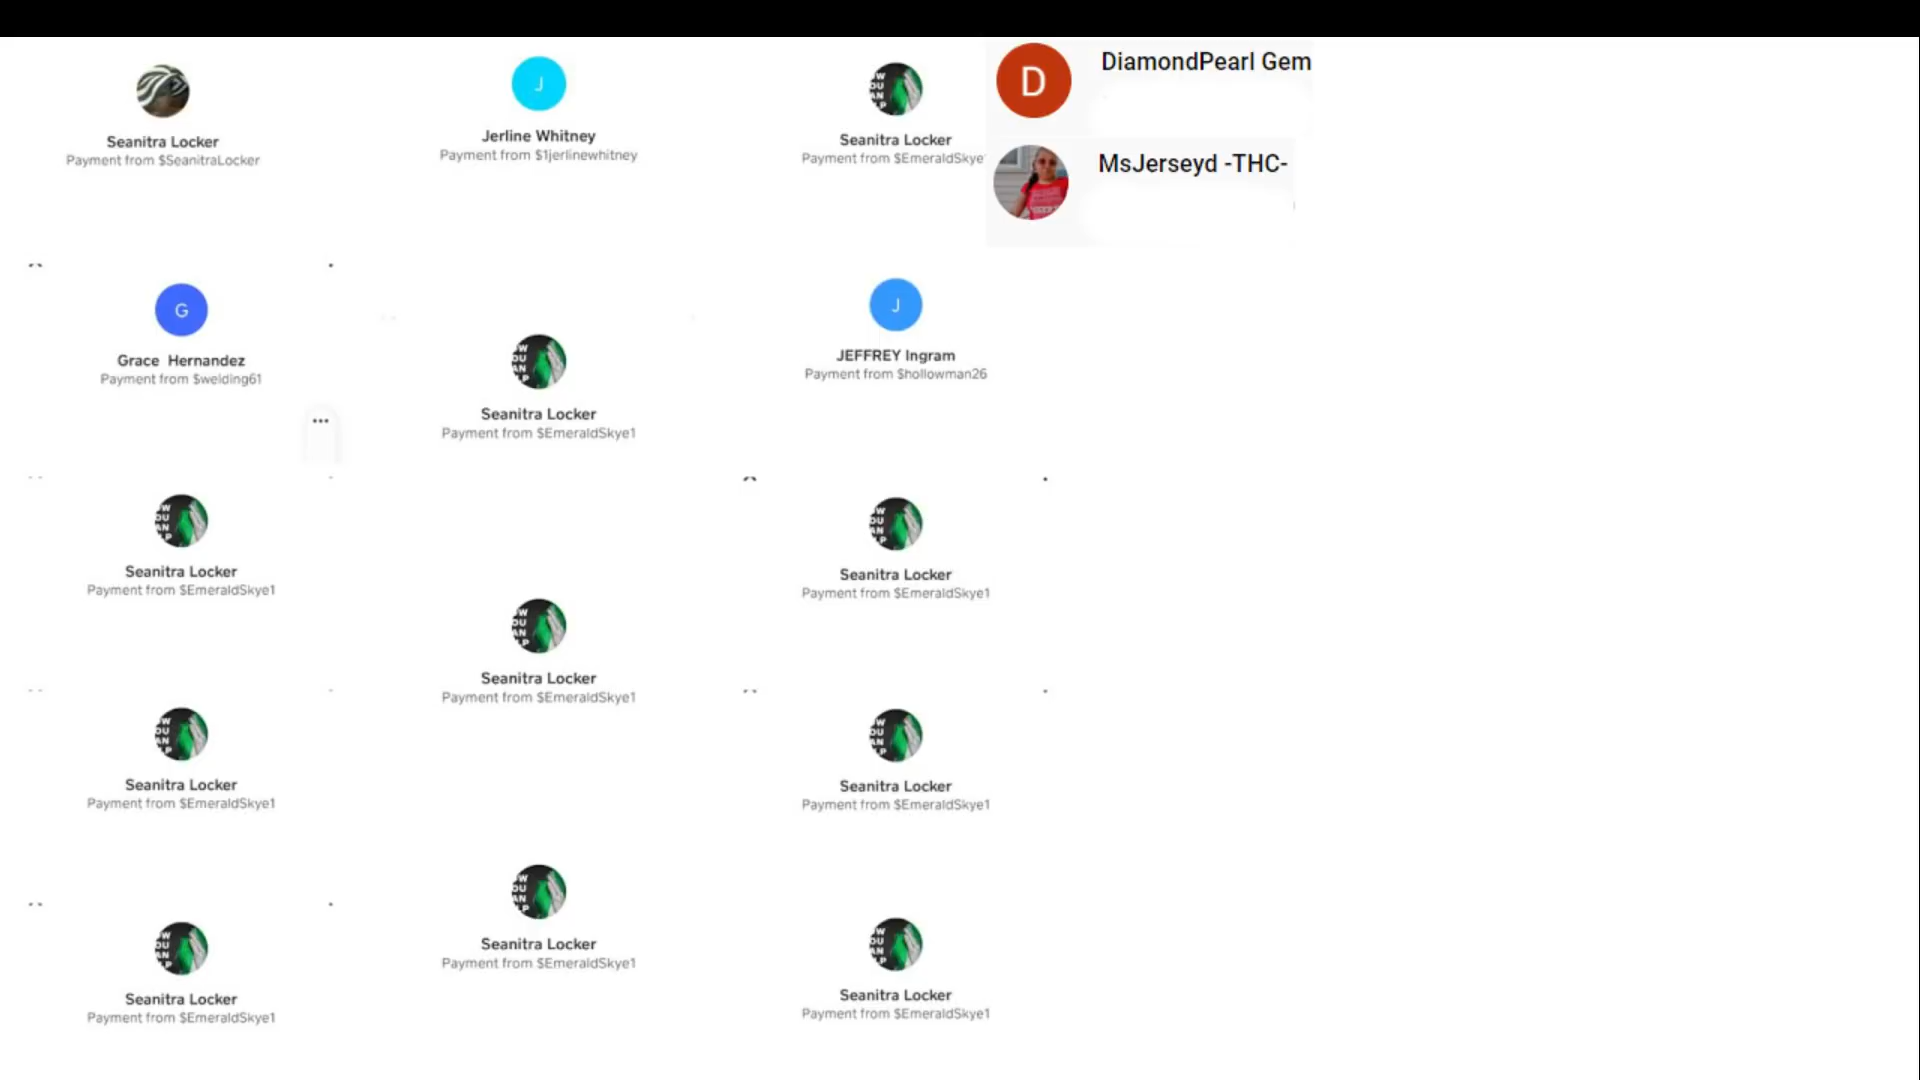 Seanitra Locker
Payment from $SeanitraLocker
J
Jerline Whitney
Payment from $1jerlinewhitney
Seanitra Locker
Payment from $EmeraldSkye
D
DiamondPearl Gem
MsJerseyd -THC-
G
Grace Hernandez
Payment from $welding61
W
OU
AN
LP
Seanitra Locker
Payment from $EmeraldSkye1
J
JEFFREY Ingram
Payment from $hollowman26
Seanitra Locker
Payment from $EmeraldSkye1
Seanitra Locker
Payment from $EmeraldSkye1
Seanitra Locker
Payment from $EmeraldSkye1
Seanitra Locker
Payment from $EmeraldSkye1
Seanitra Locker
Payment from $EmeraldSkye1
Seanitra Locker
Payment from $EmeraldSkye1
Seanitra Locker
Payment from $EmeraldSkye1
Seanitra Locker
Payment from $EmeraldSkye1